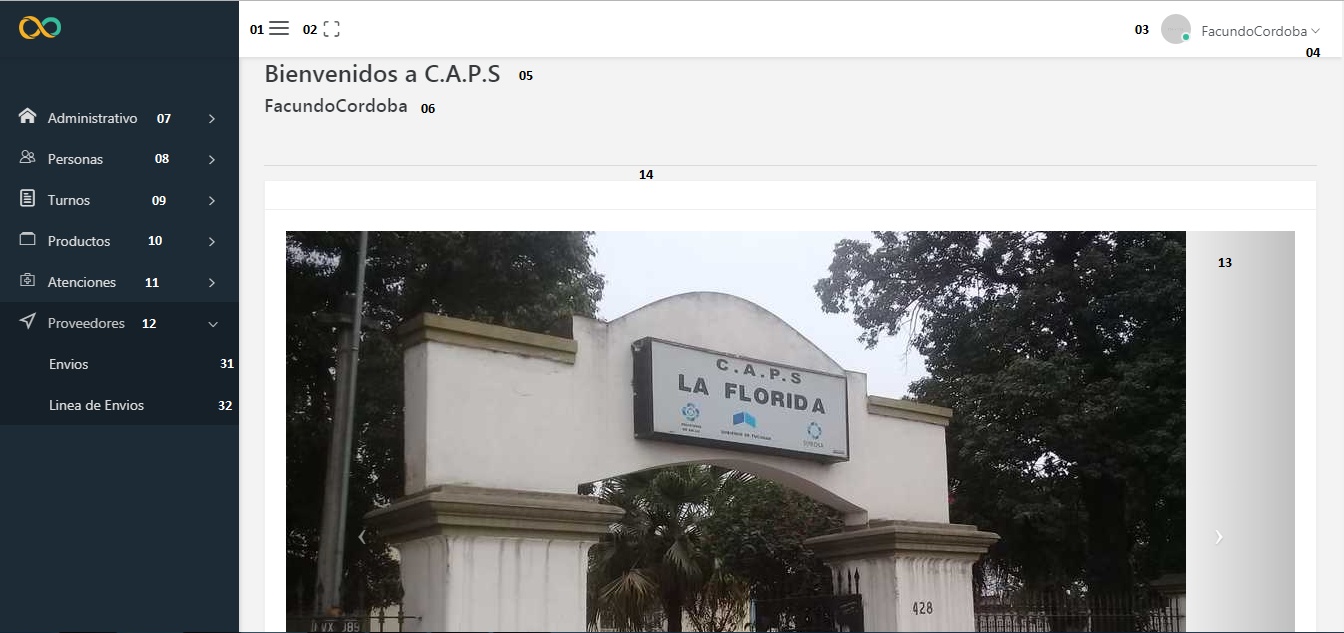 01 02 03 FacundoCordoba
04
Bienvenidos a C.A.P.S 05
FacundoCordoba 06
Administrativo 07
Personas 08
Turnos 09
Productos 10
Atenciones 11
Proveedores 12
Envios 31
Linea de Envios 32
14
13
C.A.P.S
LA FLORIDA
428